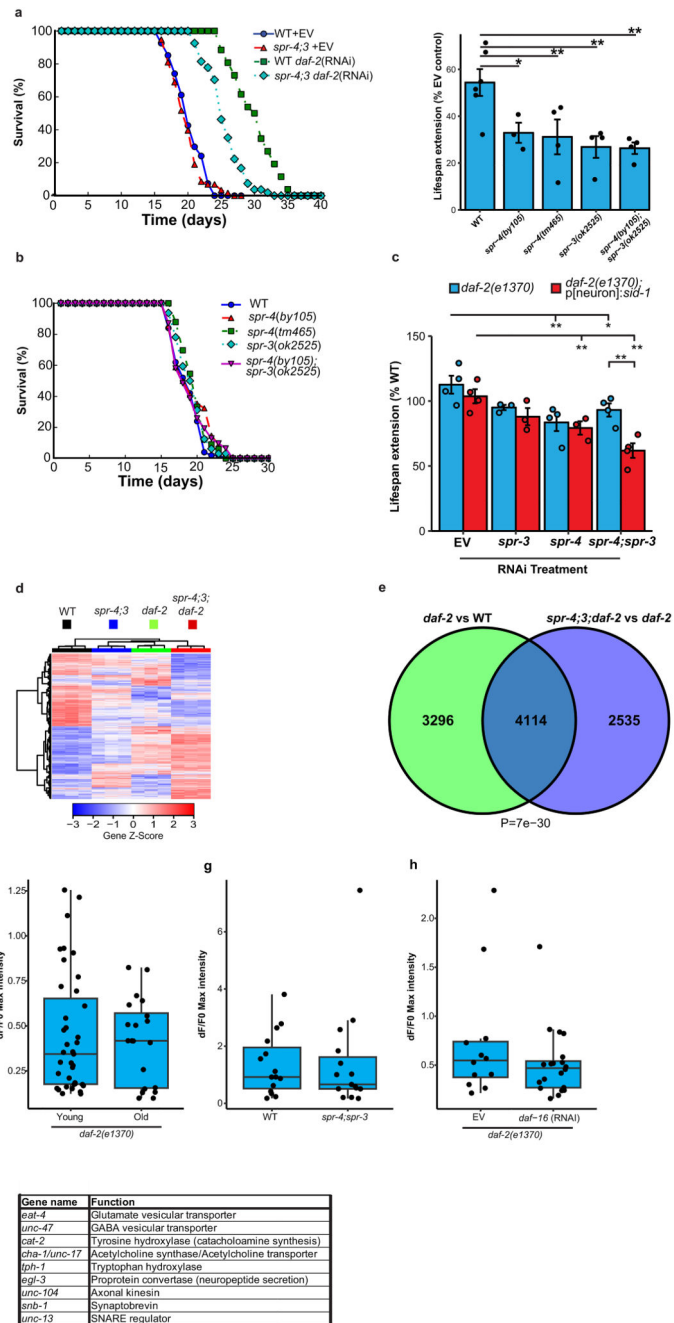 a
Survival (%)
100
80
60
40
20
0
0
5
10
15
20
25
30
35
40
Time (days)
WT+EV
spr-4;3 +EV
WT daf-2(RNAi)
spr-4;3 daf-2(RNAi)
Lifespan extension (% EV control)
60
40
20
0
*
**
**
**
WT
spr-4(by105)
spr-4(tm465)
spr-3(ok2525)
spr-4(by105);
spr-3(ok2525)
b
Survival (%)
100
80
60
40
20
0
0
5
10
15
20
25
30
Time (days)
WT
spr-4(by105)
spr-4(tm465)
spr-3(ok2525)
spr-4(by105);
spr-3(ok2525)
c
daf-2(e1370)
daf-2(e1370);
p[neuron]:sid-1
Lifespan extension (% WT)
150
100
50
0
**
*
**
**
**
EV
spr-3
spr-4
spr-4;spr-3
RNAi Treatment
d
WT
spr-4;3
daf-2
spr-4;3;
daf-2
−3 −2 −1 0 1 2 3
Gene Z-Score
e
daf-2 vs WT
spr-4;3;daf-2 vs daf-2
3296
4114
2535
P=7e−30
dF/F0 Max intensity
1.25
1.00
0.75
0.50
0.25
Young
Old
daf-2(e1370)
g
dF/F0 Max intensity
6
4
2
0
WT
spr-4;spr-3
h
dF/F0 Max intensity
2.0
1.5
1.0
0.5
EV
daf-16 (RNAI)
daf-2(e1370)
Gene name Function
eat-4 Glutamate vesicular transporter
unc-47 GABA vesicular transporter
cat-2 Tyrosine hydroxylase (catacholoamine synthesis)
cha-1/unc-17 Acetylcholine synthase/Acetylcholine transporter
tph-1 Tryptophan hydroxylase
egl-3 Proprotein convertase (neuropeptide secretion)
unc-104 Axonal kinesin
snb-1 Synaptobrevin
unc-13 SNARE regulator